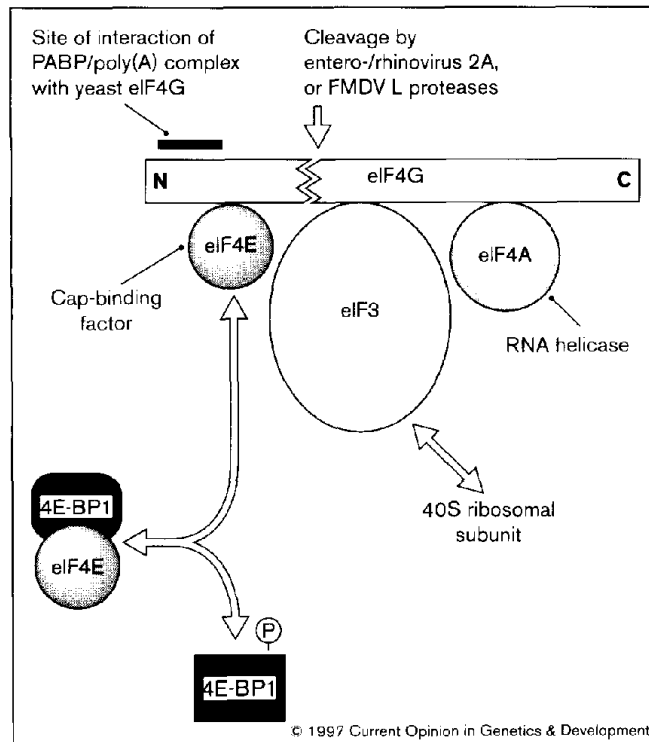 Site of interaction of
PABP/poly(A) complex
with yeast eIF4G
Cleavage by
entero-/rhinovirus 2A,
or FMDV L proteases
N
eIF4G
C
eIF4E
eIF4A
Cap-binding
factor
eIF3
RNA helicase
4E-BP1
eIF4E
40S ribosomal
subunit
P
4E-BP1
© 1997 Current Opinion in Genetics & Development